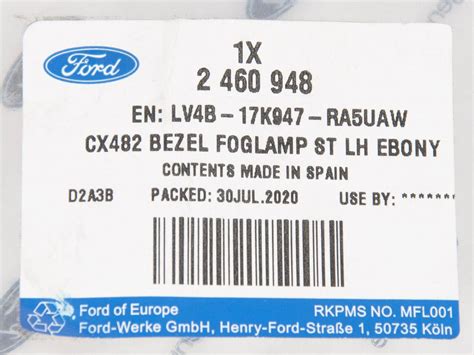 Ford
1X
2 460 948
EN: LV4B-17K947-RA5UAW
CX482 BEZEL FOGLAMP ST LH EBONY
CONTENTS MADE IN SPAIN
D2A3B PACKED: 30JUL.2020 USE BY:*******
Ford of Europe RKPMS NO. MFL001
Ford-Werke GmbH, Henry-Ford-Straße 1, 50735 Köln